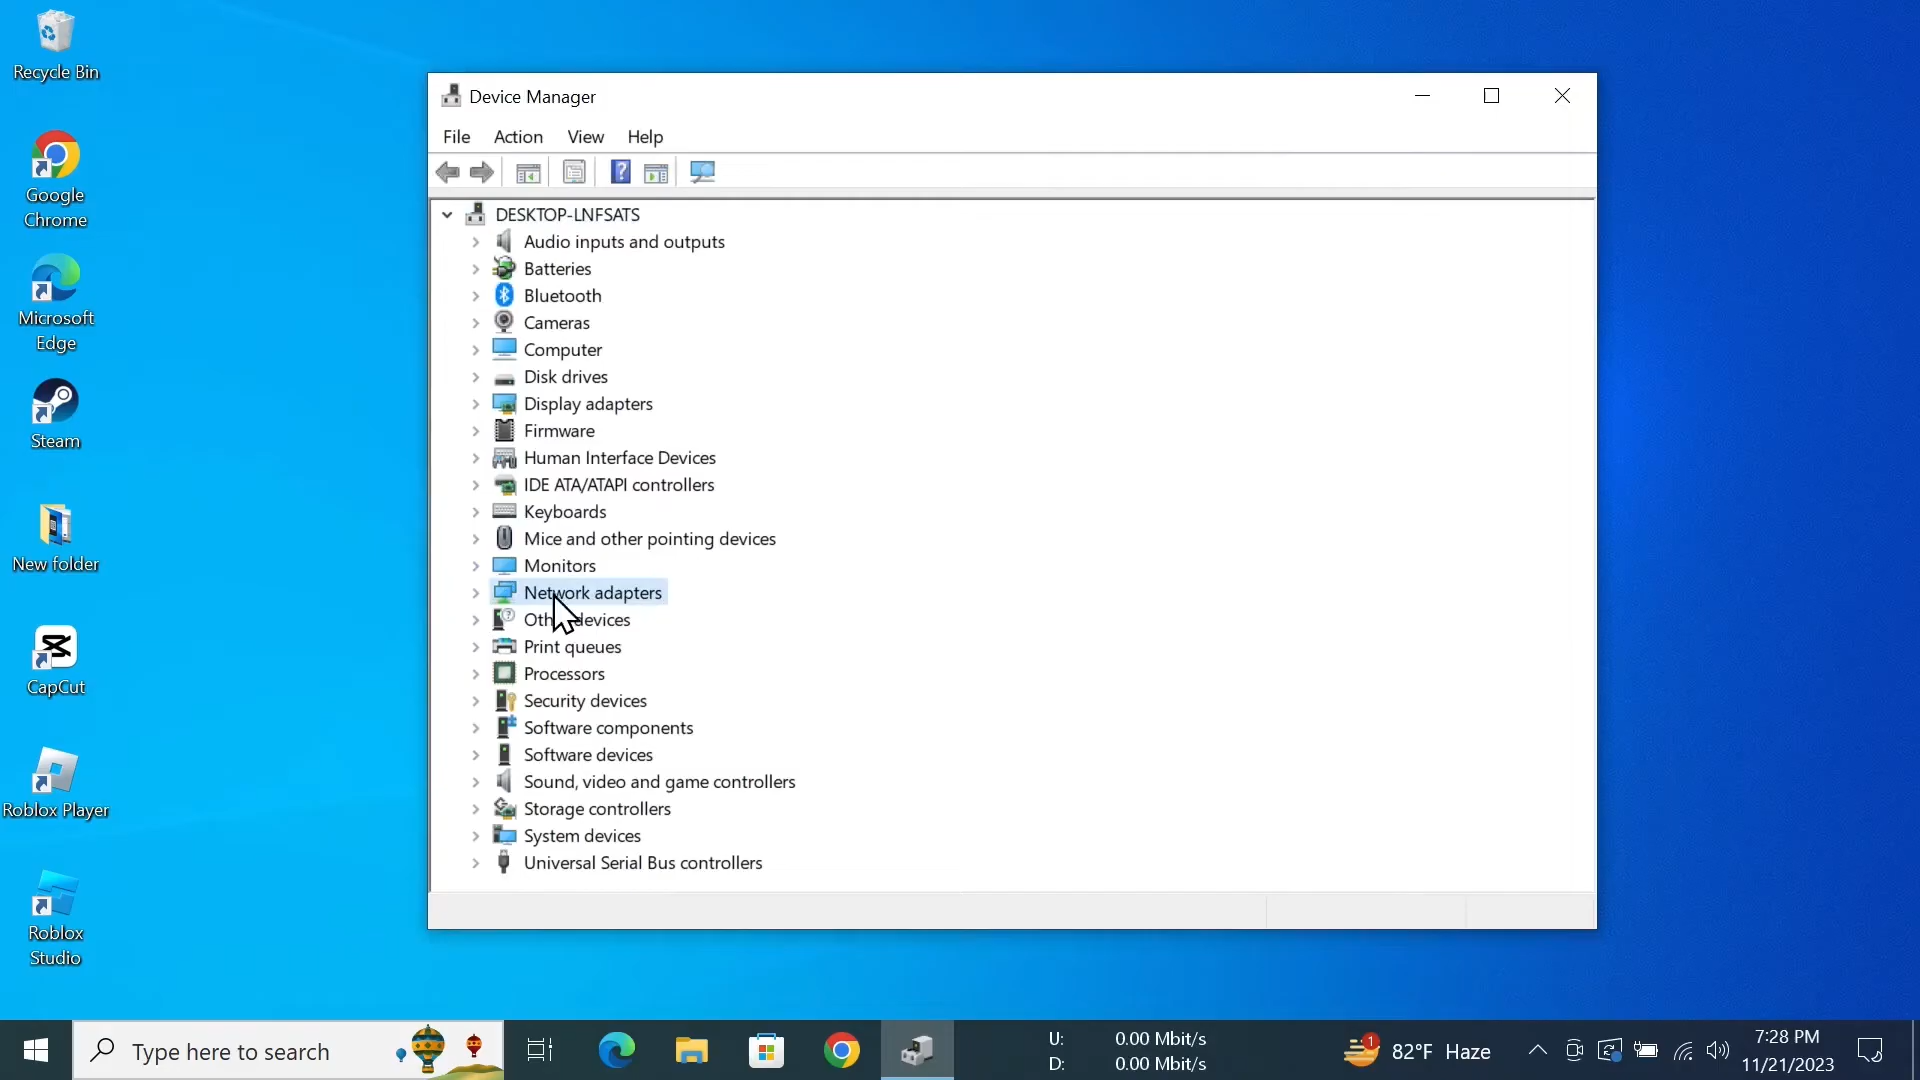 Recycle Bin
Google
Chrome
Microsoft
Edge
Steam
New folder
CapCut
Roblox Player
Roblox
Studio
Device Manager
File Action View Help
DESKTOP-LNFSATS
Audio inputs and outputs
Batteries
Bluetooth
Cameras
Computer
Disk drives
Display adapters
Firmware
Human Interface Devices
IDE ATA/ATAPI controllers
Keyboards
Mice and other pointing devices
Monitors
Network adapters
Other devices
Print queues
Processors
Security devices
Software components
Software devices
Sound, video and game controllers
Storage controllers
System devices
Universal Serial Bus controllers
Type here to search
U: 0.00 Mbit/s
D: 0.00 Mbit/s
1
82°F Haze
7:28 PM
11/21/2023